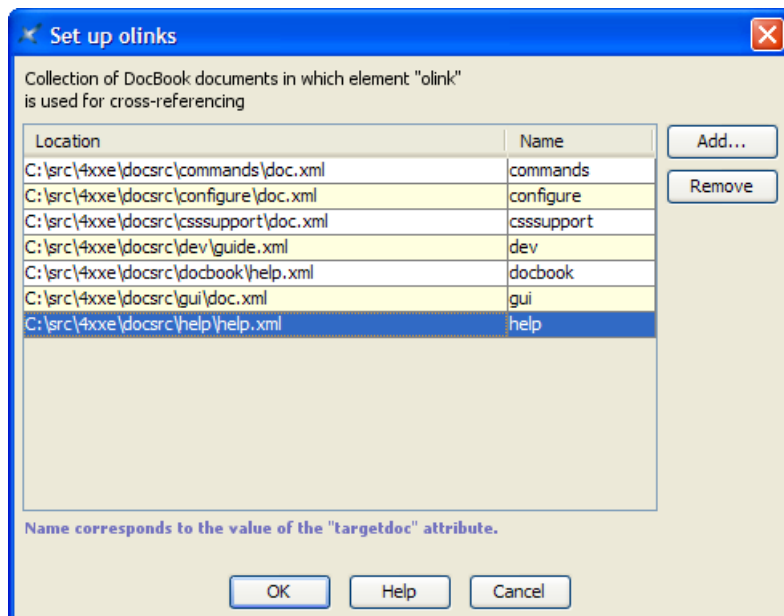 Set up olinks
Collection of DocBook documents in which element "olink"
is used for cross-referencing
Location Name
C:\src\4xxe\docsrc\commands\doc.xml commands
C:\src\4xxe\docsrc\configure\doc.xml configure
C:\src\4xxe\docsrc\csssupport\doc.xml csssupport
C:\src\4xxe\docsrc\dev\guide.xml dev
C:\src\4xxe\docsrc\docbook\help.xml docbook
C:\src\4xxe\docsrc\gui\doc.xml gui
C:\src\4xxe\docsrc\help\help.xml help
Add...
Remove
Name corresponds to the value of the "targetdoc" attribute.
OK Help Cancel